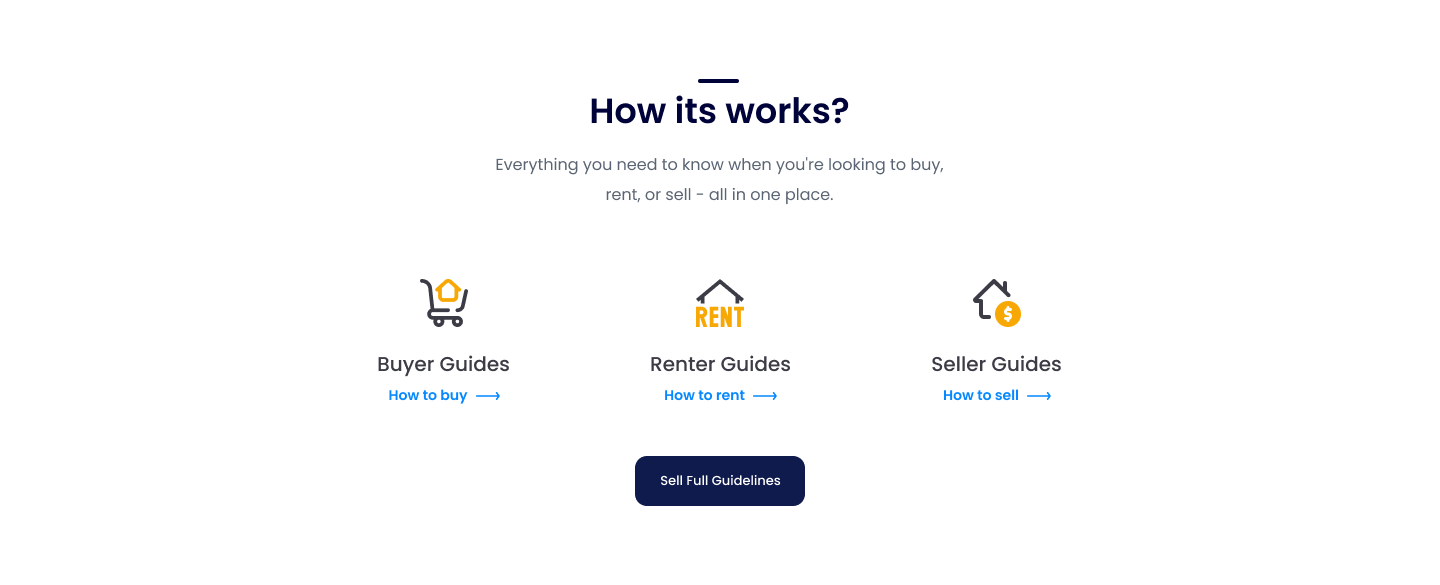 How its works?
Everything you need to know when you're looking to buy,
rent, or sell - all in one place.
RENT
Buyer Guides
Renter Guides
Seller Guides
How to buy
How to rent
How to sell
Sell Full Guidelines